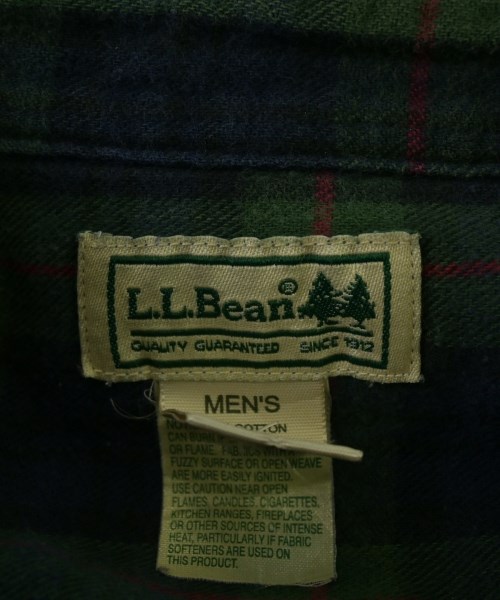 L.L.Bean®
QUALITY GUARANTEED SINCE 1912
MEN'S
COTTON
CAN BURN
OR FLAME. FAB WITH
FUZZY SURFACE OR OPEN WEAVE
ARE MORE EASILY IGNITED.
USE CAUTION NEAR OPEN
FLAMES, CANDLES, CIGARETTES,
KITCHEN RANGES, FIREPLACES
OR OTHER SOURCES OF INTENSE
HEAT, PARTICULARLY IF FABRIC
SOFTENERS ARE USED ON
THIS PRODUCT.